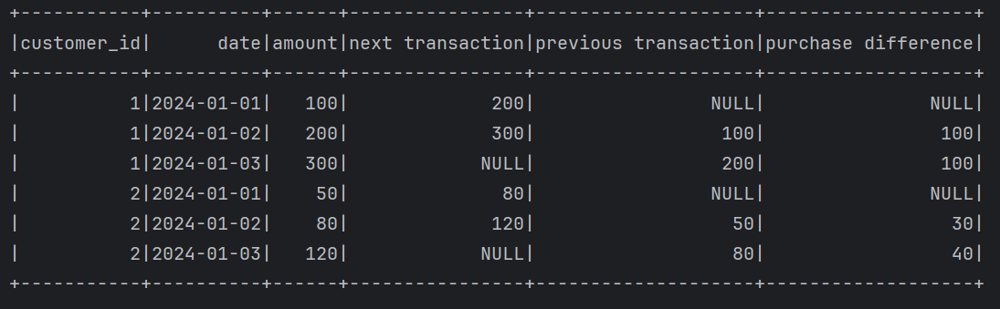 +-----------+----------+------+----------------+--------------------+-------------------+
|customer_id|      date|amount|next transaction|previous transaction|purchase difference|
+-----------+----------+------+----------------+--------------------+-------------------+
|          1|2024-01-01|   100|             200|                NULL|               NULL|
|          1|2024-01-02|   200|             300|                 100|                100|
|          1|2024-01-03|   300|            NULL|                 200|                100|
|          2|2024-01-01|    50|              80|                NULL|               NULL|
|          2|2024-01-02|    80|             120|                  50|                 30|
|          2|2024-01-03|   120|            NULL|                  80|                 40|
+-----------+----------+------+----------------+--------------------+-------------------+